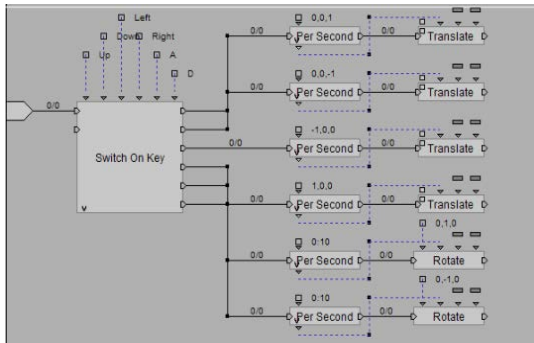 Left
Down Right
Up A
D
0/0
Switch On Key
0,0,1
0/0 Per Second 0/0 Translate
0,0,-1
0/0 Per Second 0/0 Translate
-1,0,0
0/0 Per Second 0/0 Translate
1,0,0
0/0 Per Second 0/0 Translate
0:10 0,1,0
0/0 Per Second 0/0 Rotate
0:10 0,-1,0
0/0 Per Second 0/0 Rotate